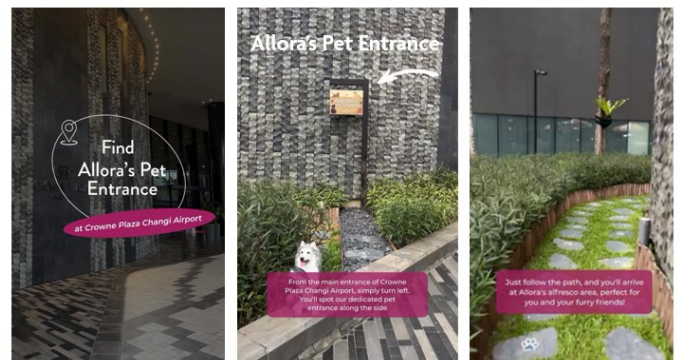 Find
Allora's Pet
Entrance
at Crowne Plaza Changi Airport
Allora's Pet Entrance
From the main entrance of Crowne
Plaza Changi Airport, simply turn left.
You'll spot our dedicated pet
entrance along the side
Just follow the path, and you'll arrive
at Allora's alfresco area, perfect for
you and your furry friends!